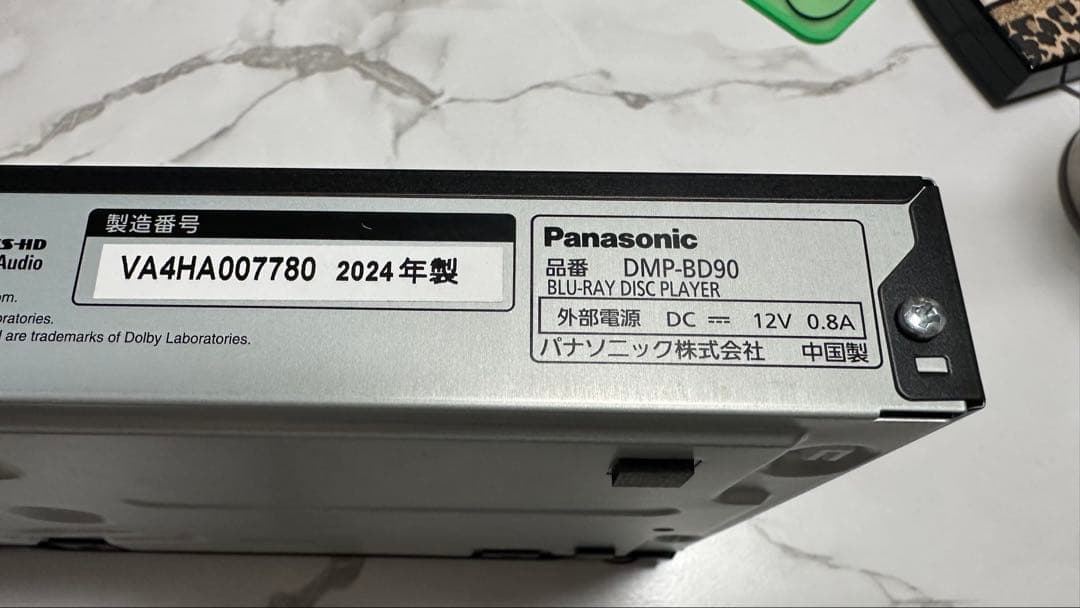 製造番号
VA4HA007780 2024年製
S-HD
Audio
oratories.
are trademarks of Dolby Laboratories.
Panasonic
品番 DMP-BD90
BLU-RAY DISC PLAYER
外部電源 DC ⎓ 12V 0.8A
パナソニック株式会社 中国製